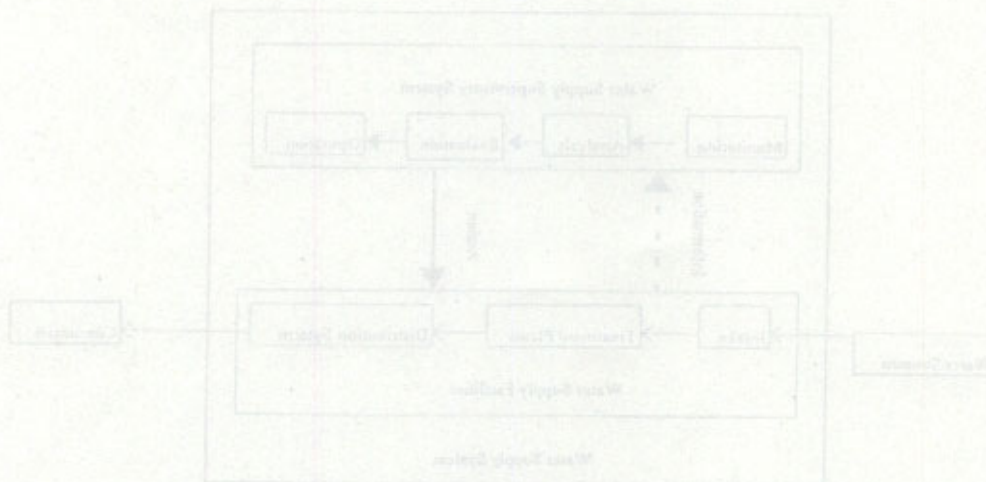 Water Supply Supervisory System
Monitoring
Analysis
Evaluation
Operation
Information
Water Sources
Intake
Treatment Plants
Distribution System
Consumers
Water Supply Facilities
Water Supply System